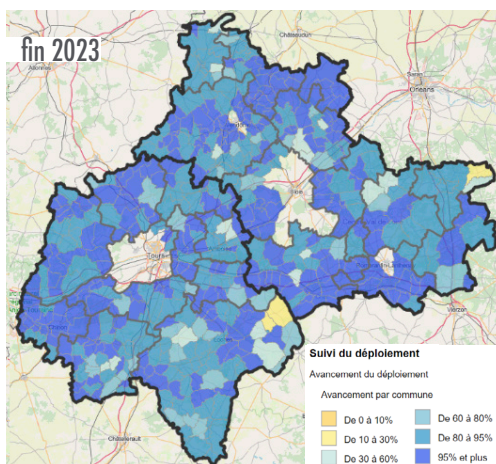 fin 2023
Châteaudun
Orléans
Tours
Vierzon
Châtellerault
Suivi du déploiement
Avancement du déploiement
Avancement par commune
De 0 à 10%
De 60 à 80%
De 10 à 30%
De 80 à 95%
De 30 à 60%
95% et plus